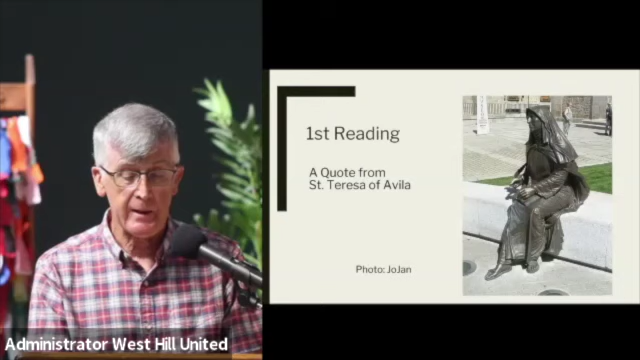 1st Reading
A Quote from
St. Teresa of Avila
Photo: JoJan
Administrator West Hill United